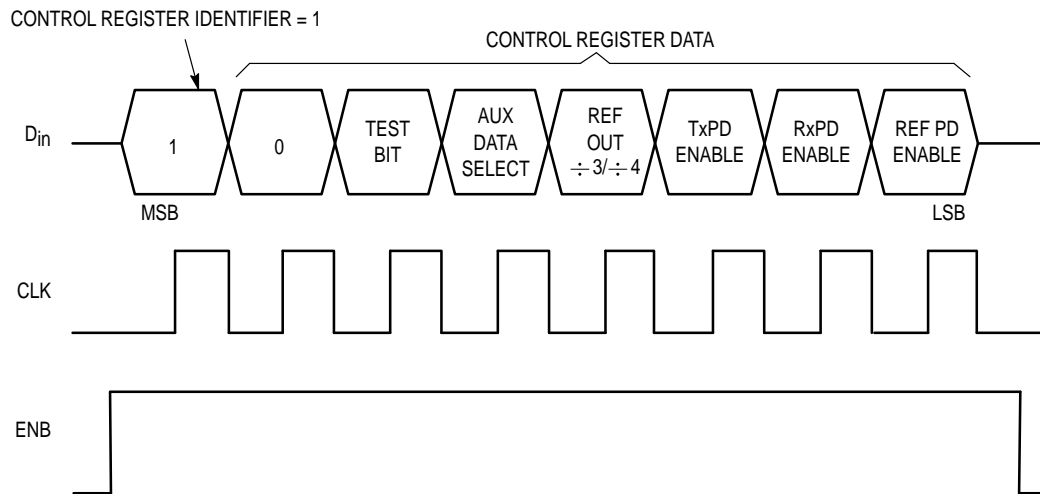 CONTROL REGISTER IDENTIFIER = 1
CONTROL REGISTER DATA
Din
1
0
TEST
BIT
AUX
DATA
SELECT
REF
OUT
÷3/÷4
TxPD
ENABLE
RxPD
ENABLE
REF PD
ENABLE
MSB
LSB
CLK
ENB